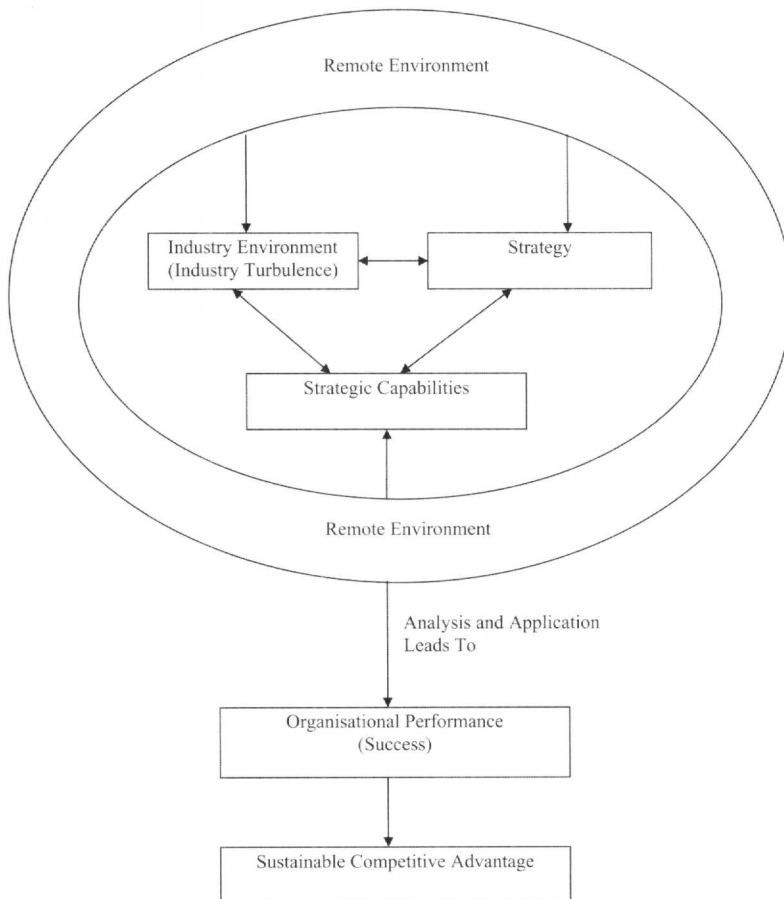 Remote Environment
Industry Environment
(Industry Turbulence)
Strategy
Strategic Capabilities
Remote Environment
Analysis and Application
Leads To
Organisational Performance
(Success)
Sustainable Competitive Advantage